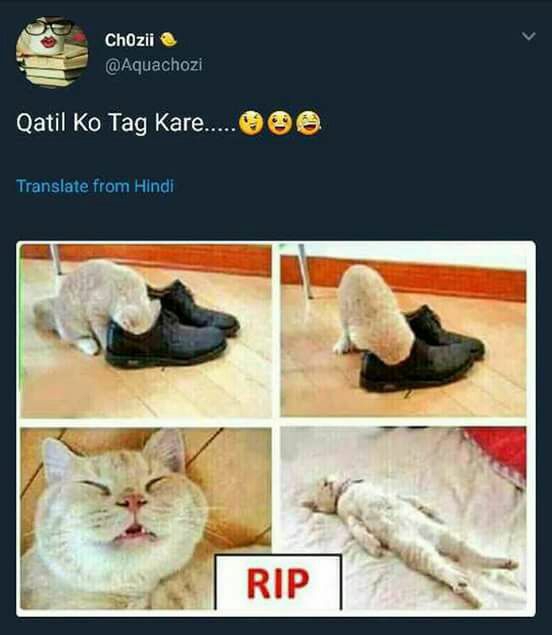 Ch0zii 🐤
@Aquachozi
Qatil Ko Tag Kare.....😉😀😂
Translate from Hindi
RIP